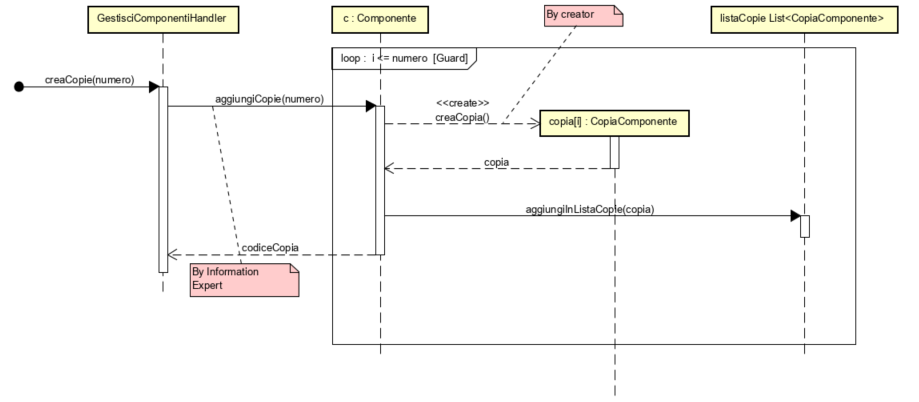 GestisciComponentiHandler
c : Componente
By creator
listaCopie List<CopiaComponente>
loop : i <= numero [Guard]
creaCopie(numero)
aggiungiCopie(numero)
<<create>>
creaCopia()
copia[i] : CopiaComponente
copia
aggiungiInListaCopie(copia)
codiceCopia
By Information
Expert